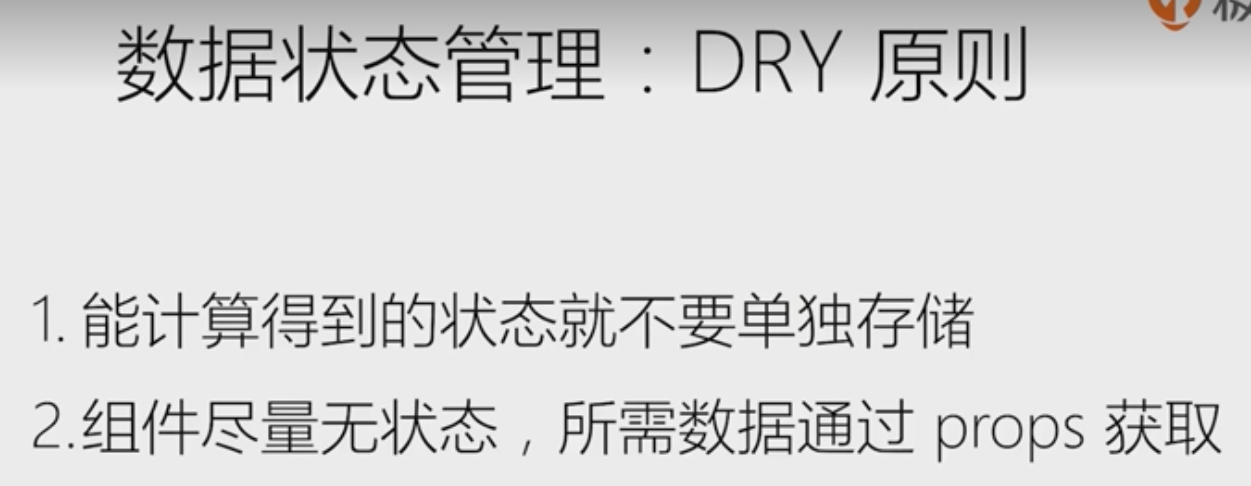 数据状态管理：DRY 原则
1. 能计算得到的状态就不要单独存储
2.组件尽量无状态，所需数据通过 props 获取